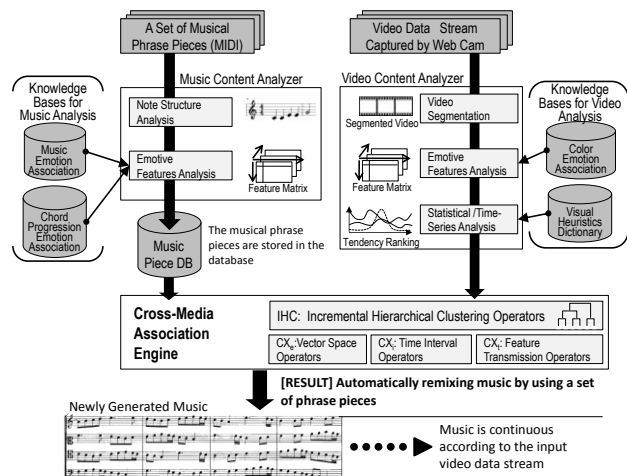 A Set of Musical
Phrase Pieces (MIDI)
Video Data Stream
Captured by Web Cam
Music Content Analyzer
Video Content Analyzer
Knowledge
Bases for
Music Analysis
Music
Emotion
Association
Chord
Progression
Emotion
Association
Note Structure
Analysis
Emotive
Features Analysis
Feature Matrix
Segmented Video
Video
Segmentation
Emotive
Features Analysis
Feature Matrix
Statistical /Time-
Series Analysis
Tendency Ranking
Knowledge
Bases for Video
Analysis
Color
Emotion
Association
Visual
Heuristics
Dictionary
Music
Piece DB
The musical phrase
pieces are stored in the
database
Cross-Media
Association
Engine
IHC: Incremental Hierarchical Clustering Operators
CXe:Vector Space
Operators
CXi: Time Interval
Operators
CXt: Feature
Transmission Operators
[RESULT] Automatically remixing music by using a set
of phrase pieces
Newly Generated Music
Music is continuous
according to the input
video data stream